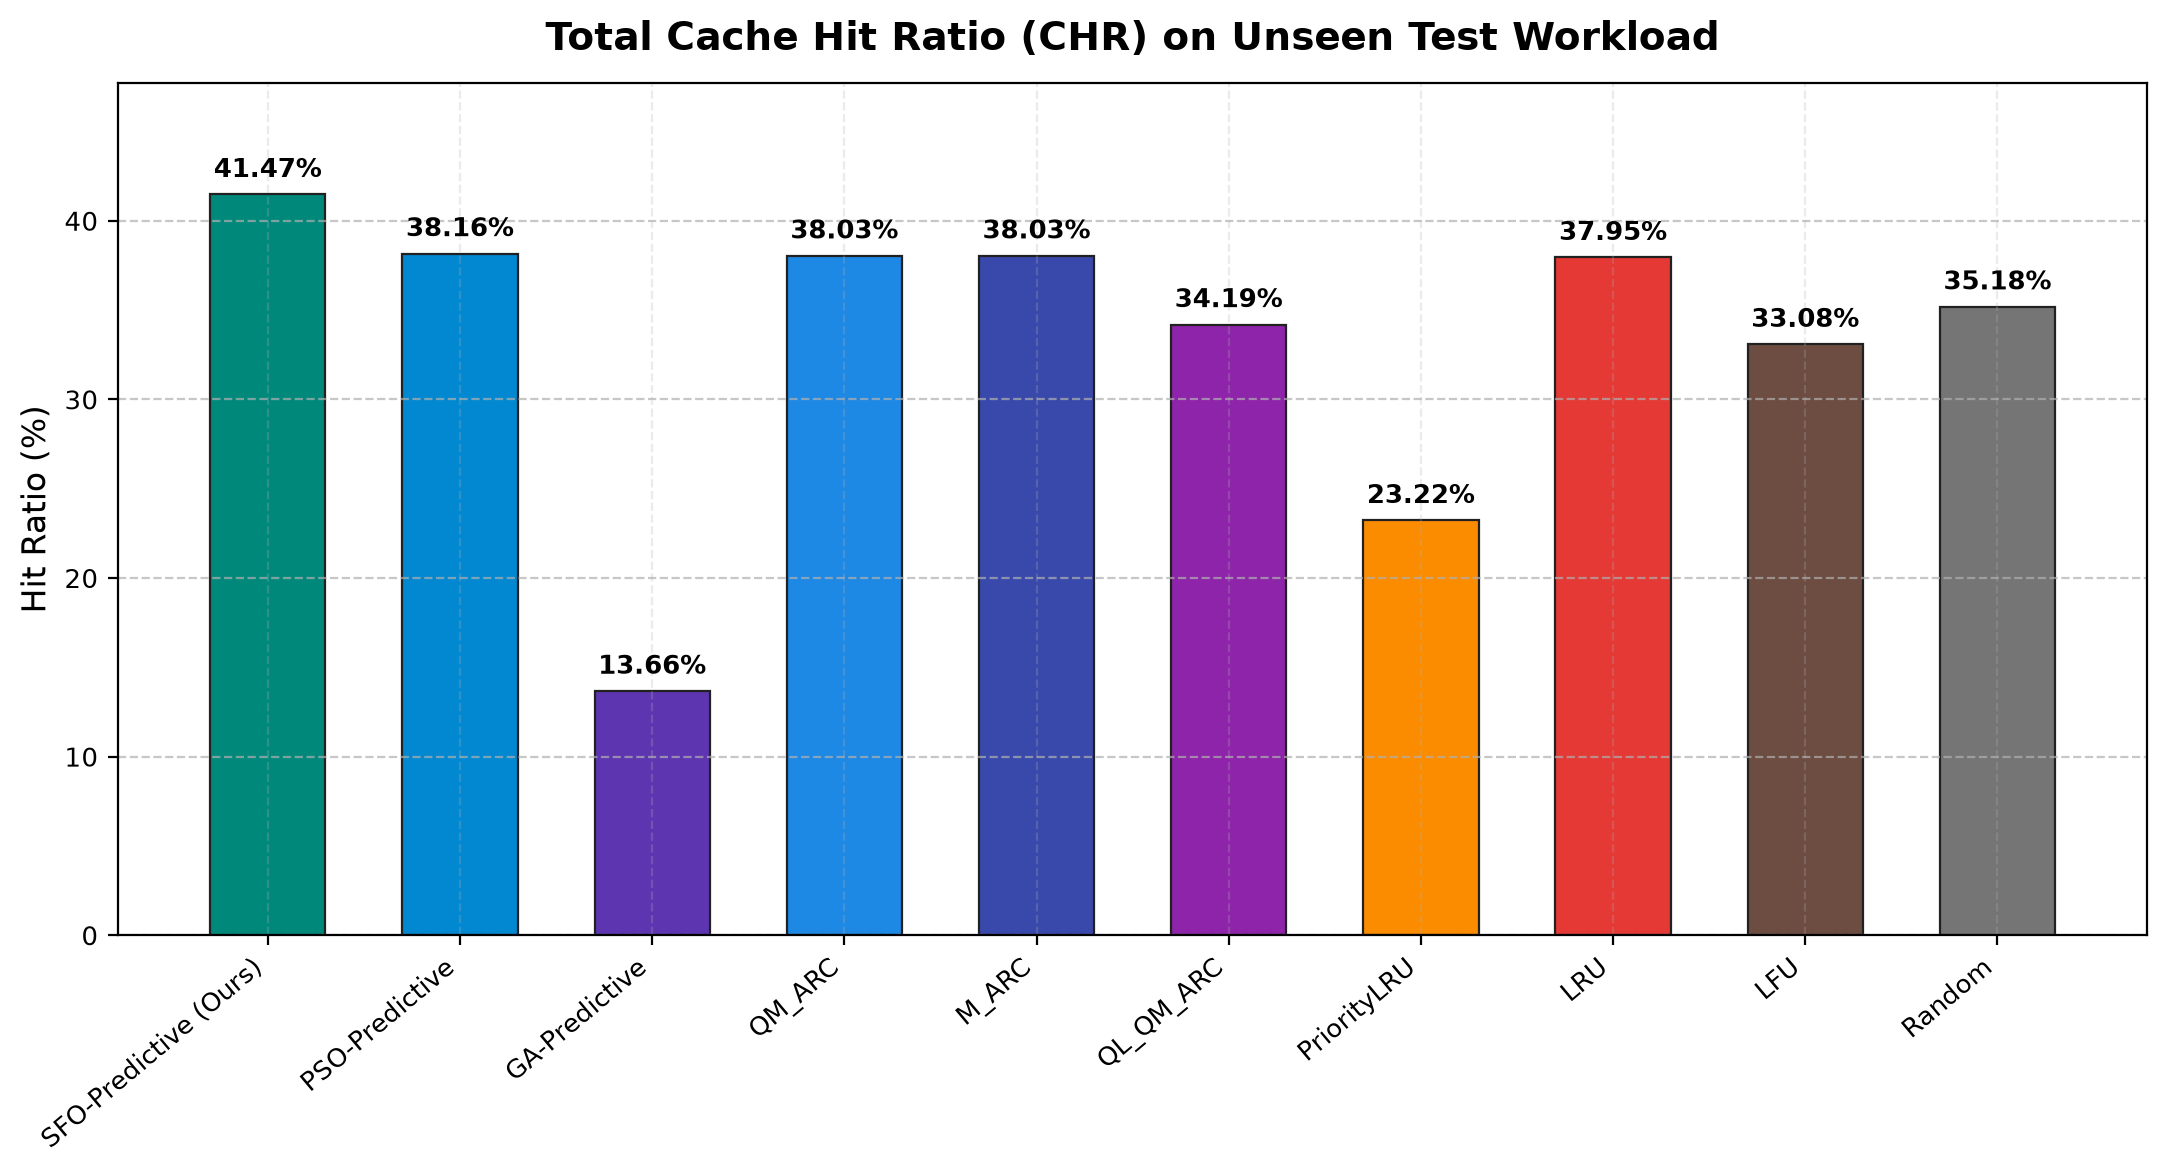 Total Cache Hit Ratio (CHR) on Unseen Test Workload
Hit Ratio (%)
40
30
20
10
0
41.47%
38.16%
13.66%
38.03%
38.03%
34.19%
23.22%
37.95%
33.08%
35.18%
SFO-Predictive (Ours)
PSO-Predictive
GA-Predictive
QM_ARC
M_ARC
QL_QM_ARC
PriorityLRU
LRU
LFU
Random